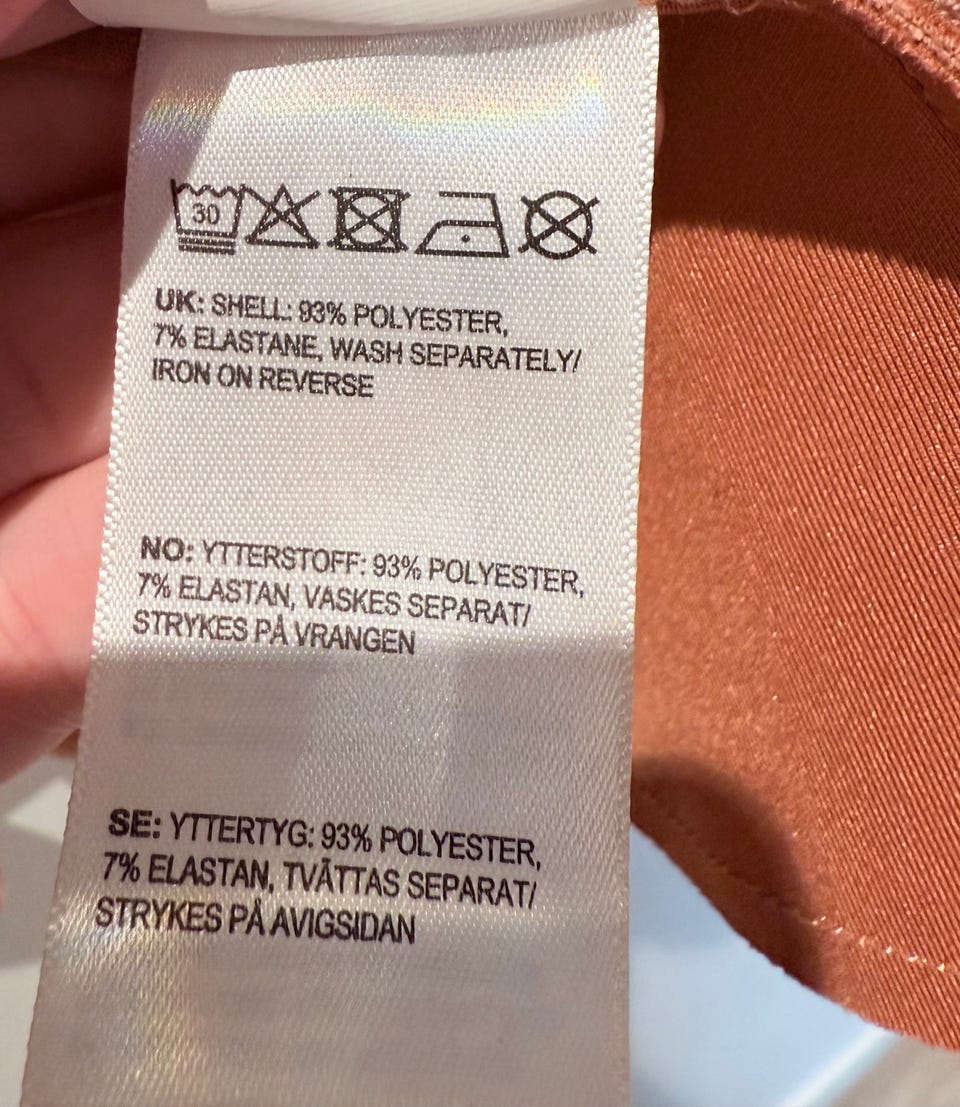 30
UK: SHELL: 93% POLYESTER,
7% ELASTANE, WASH SEPARATELY/
IRON ON REVERSE
NO: YTTERSTOFF: 93% POLYESTER,
7% ELASTAN, VASKES SEPARAT/
STRYKES PÅ VRANGEN
SE: YTTERTYG: 93% POLYESTER,
7% ELASTAN, TVÄTTAS SEPARAT/
STRYKES PÅ AVIGSIDAN